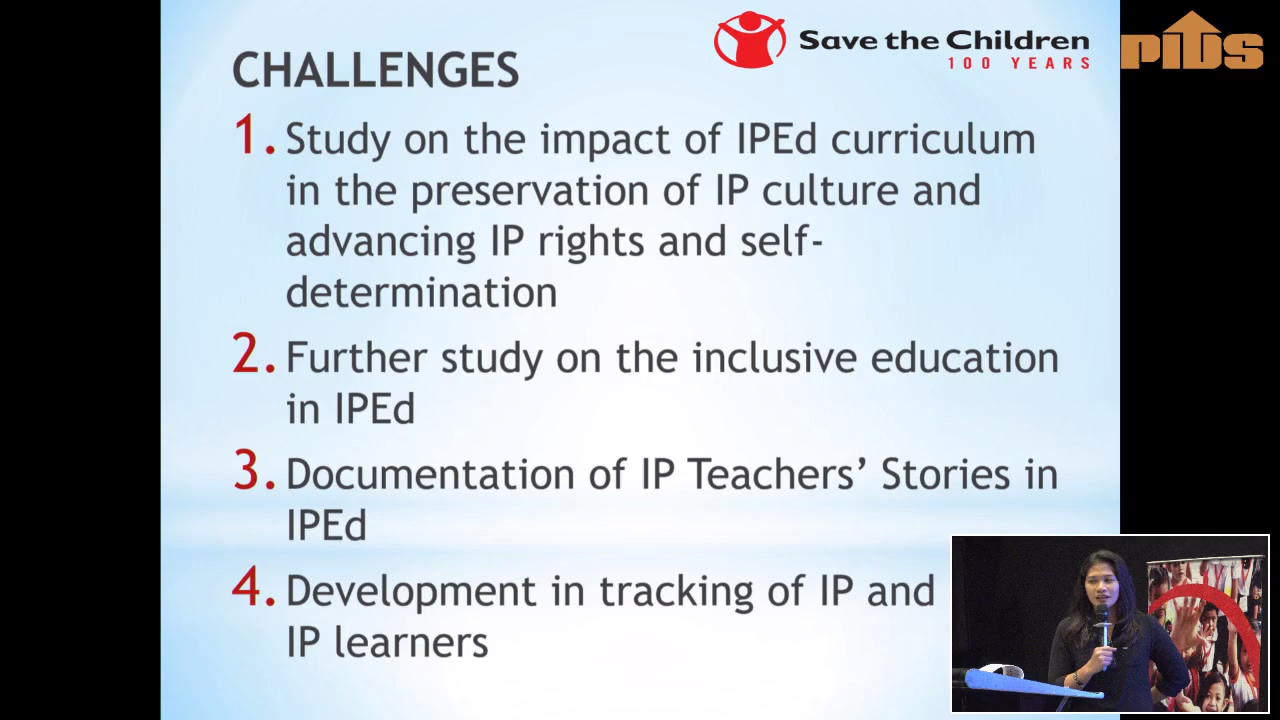 Save the Children
100 YEARS
PIDS
CHALLENGES
1. Study on the impact of IPEd curriculum
in the preservation of IP culture and
advancing IP rights and self-
determination
2. Further study on the inclusive education
in IPEd
3. Documentation of IP Teachers’ Stories in
IPEd
4. Development in tracking of IP and
IP learners